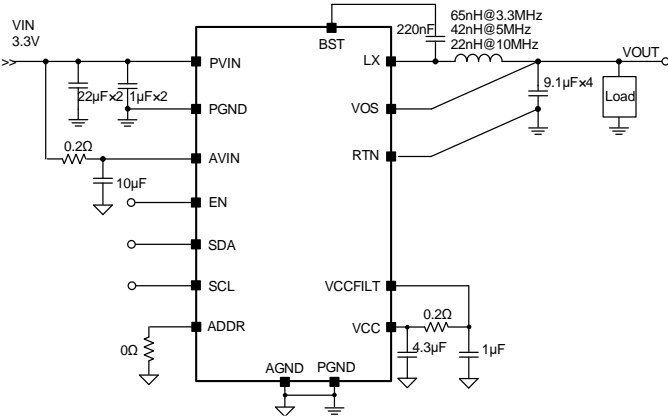 VIN
3.3V
>>
22µF×2
1µF×2
0.2Ω
10µF
0Ω
PVIN
PGND
AVIN
EN
SDA
SCL
ADDR
BST
LX
VOS
RTN
VCCFILT
VCC
AGND
PGND
220nF
65nH@3.3MHz
42nH@5MHz
22nH@10MHz
VOUT
9.1µF×4
Load
0.2Ω
4.3µF
1µF